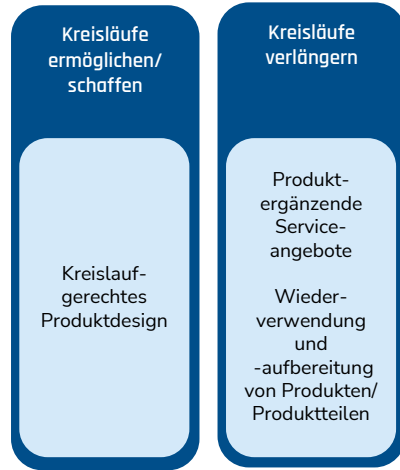 Kreisläufe
ermöglichen/
schaffen
Kreislauf-
gerechtes
Produktdesign
Kreisläufe
verlängern
Produkt-
ergänzende
Service-
angebote
Wieder-
verwendung
und
-aufbereitung
von Produkten/
Produktteilen